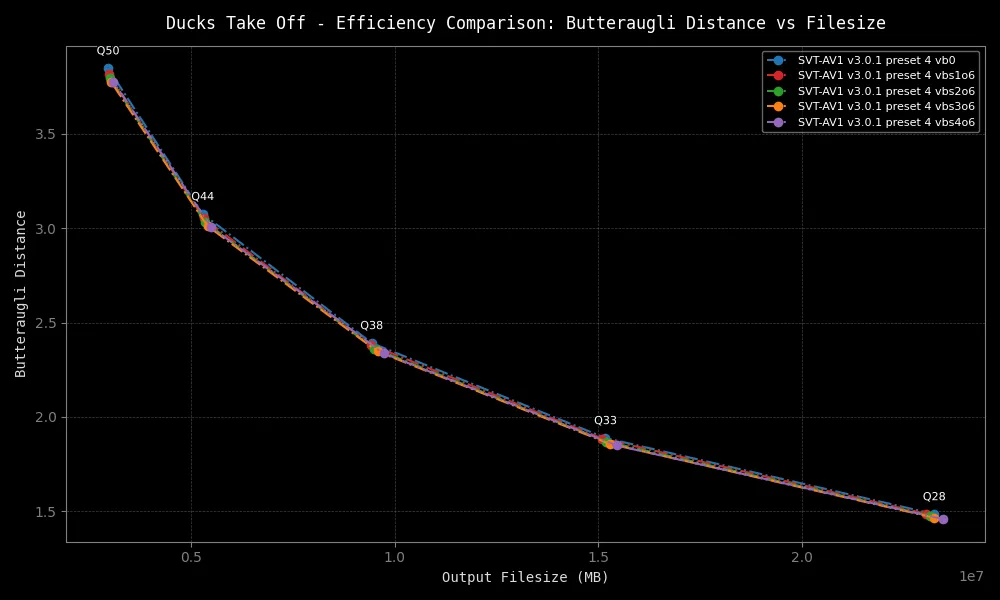 Ducks Take Off - Efficiency Comparison: Butteraugli Distance vs Filesize
Q50
SVT-AV1 v3.0.1 preset 4 vb0
SVT-AV1 v3.0.1 preset 4 vbs1o6
SVT-AV1 v3.0.1 preset 4 vbs2o6
SVT-AV1 v3.0.1 preset 4 vbs3o6
SVT-AV1 v3.0.1 preset 4 vbs4o6
3.5
Q44
3.0
Q38
2.5
Q33
2.0
Q28
1.5
Butteraugli Distance
0.5 1.0 1.5 2.0
1e7
Output Filesize (MB)